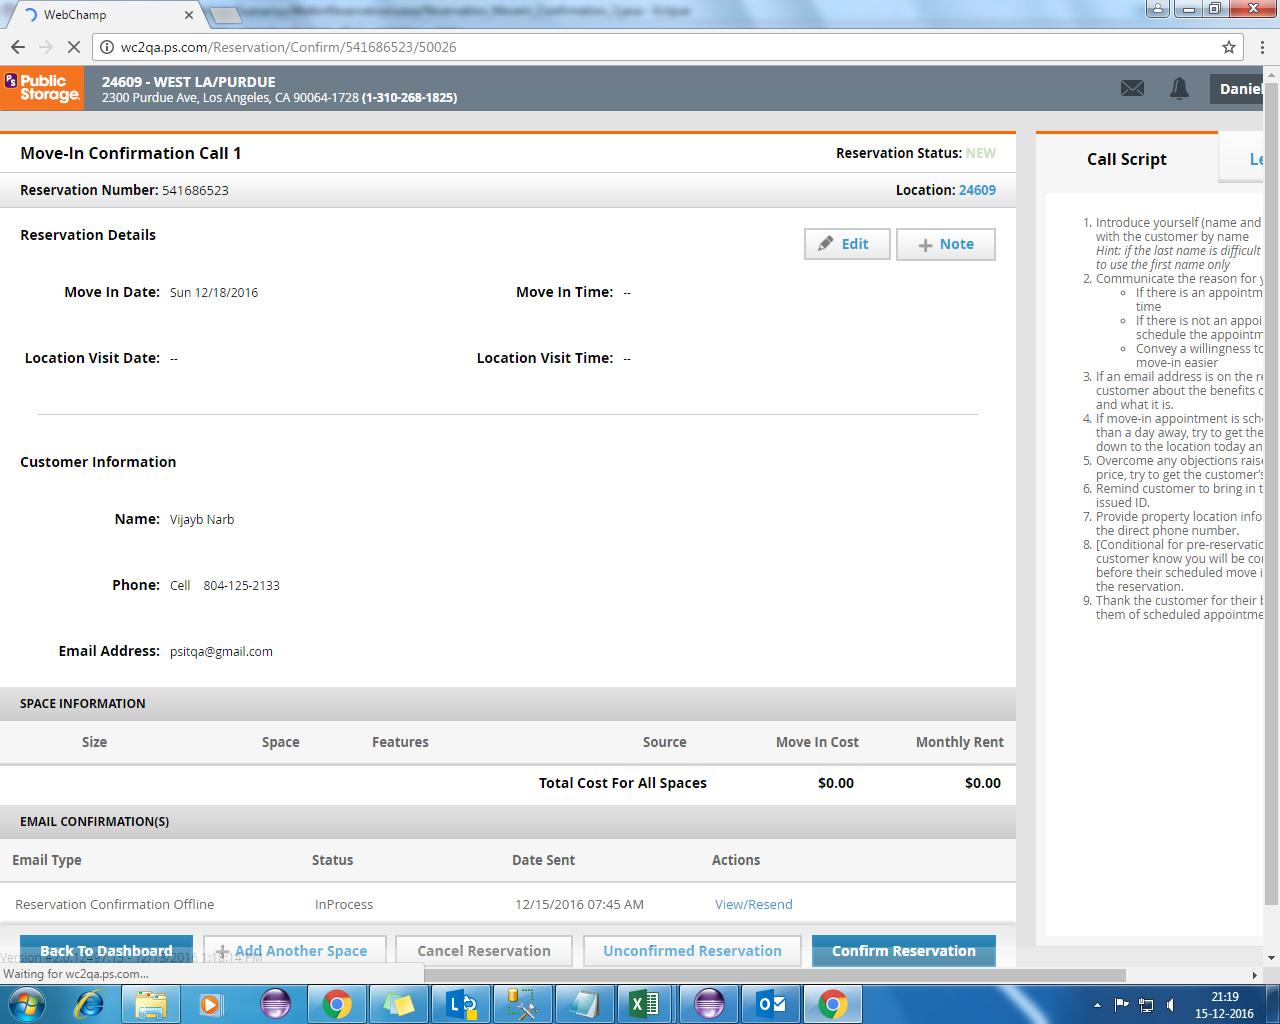 WebChamp
wc2qa.ps.com/Reservation/Confirm/541686523/50026
PS Public Storage
24609 - WEST LA/PURDUE
2300 Purdue Ave, Los Angeles, CA 90064-1728 (1-310-268-1825)
Daniel
Move-In Confirmation Call 1
Reservation Status: NEW
Reservation Number: 541686523
Location: 24609
Reservation Details
Edit
+ Note
Move In Date: Sun 12/18/2016
Move In Time: --
Location Visit Date: --
Location Visit Time: --
Customer Information
Name: Vijayb Narb
Phone: Cell 804-125-2133
Email Address: psitqa@gmail.com
SPACE INFORMATION
Size Space Features Source Move In Cost Monthly Rent
Total Cost For All Spaces $0.00 $0.00
EMAIL CONFIRMATION(S)
Email Type Status Date Sent Actions
Reservation Confirmation Offline InProcess 12/15/2016 07:45 AM View/Resend
Back To Dashboard
+ Add Another Space
Cancel Reservation
Unconfirmed Reservation
Confirm Reservation
Waiting for wc2qa.ps.com...
Call Script
1. Introduce yourself (name and
with the customer by name
Hint: if the last name is difficult
to use the first name only
2. Communicate the reason for y
If there is an appointm
time
If there is not an appoi
schedule the appointm
Convey a willingness to
move-in easier
3. If an email address is on the re
customer about the benefits o
and what it is.
4. If move-in appointment is sch
than a day away, try to get the
down to the location today an
5. Overcome any objections raise
price, try to get the customer's
6. Remind customer to bring in t
issued ID.
7. Provide property location info
the direct phone number.
8. [Conditional for pre-reservatio
customer know you will be co
before their scheduled move i
the reservation.
9. Thank the customer for their b
them of scheduled appointme
21:19
15-12-2016